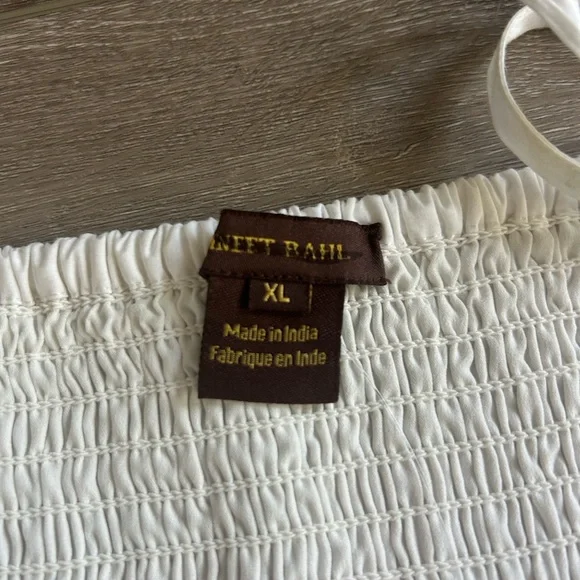 NEET BAHL
XL
Made in India
Fabrique en Inde